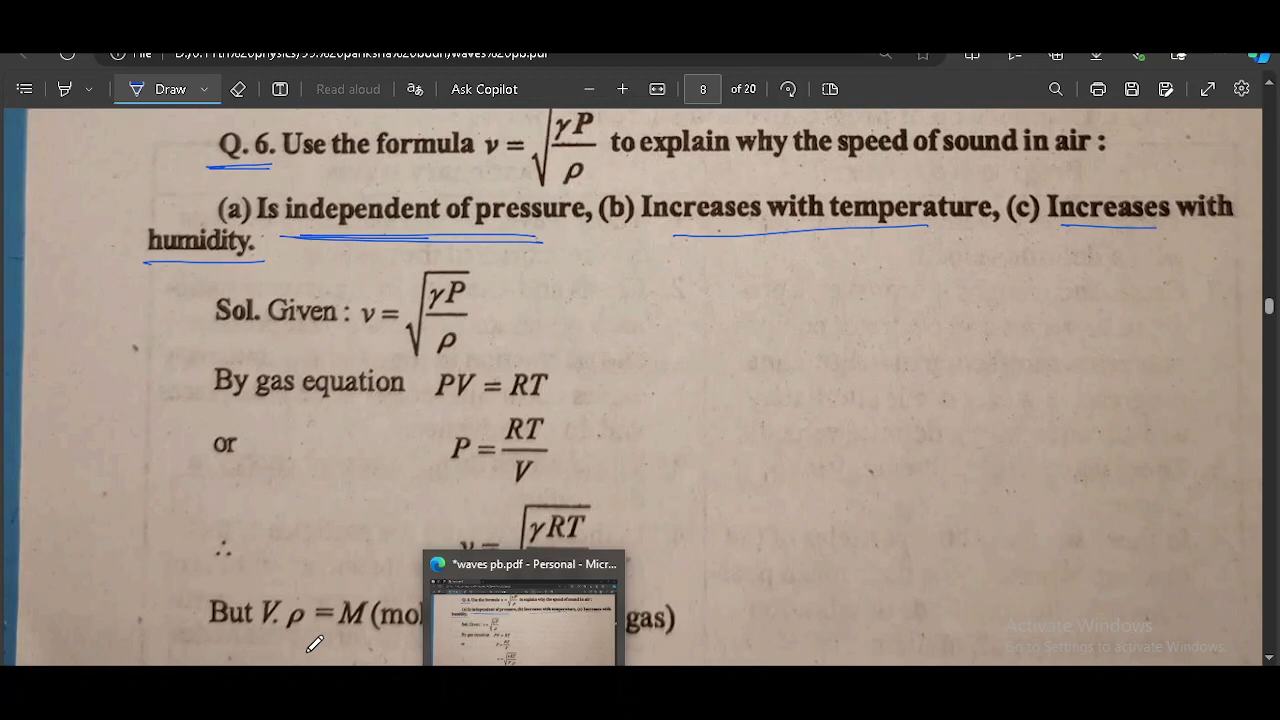 Draw
Read aloud
Ask Copilot
8 of 20
Q. 6. Use the formula v = √(γP/ρ) to explain why the speed of sound in air :
(a) Is independent of pressure, (b) Increases with temperature, (c) Increases with
humidity.
Sol. Given : v = √(γP/ρ)
By gas equation PV = RT
or P = RT/V
∴ v = √γRT
*waves pb.pdf - Personal - Micr...
But V. ρ = M (mol gas)
Activate Windows
Go to Settings to activate Windows.